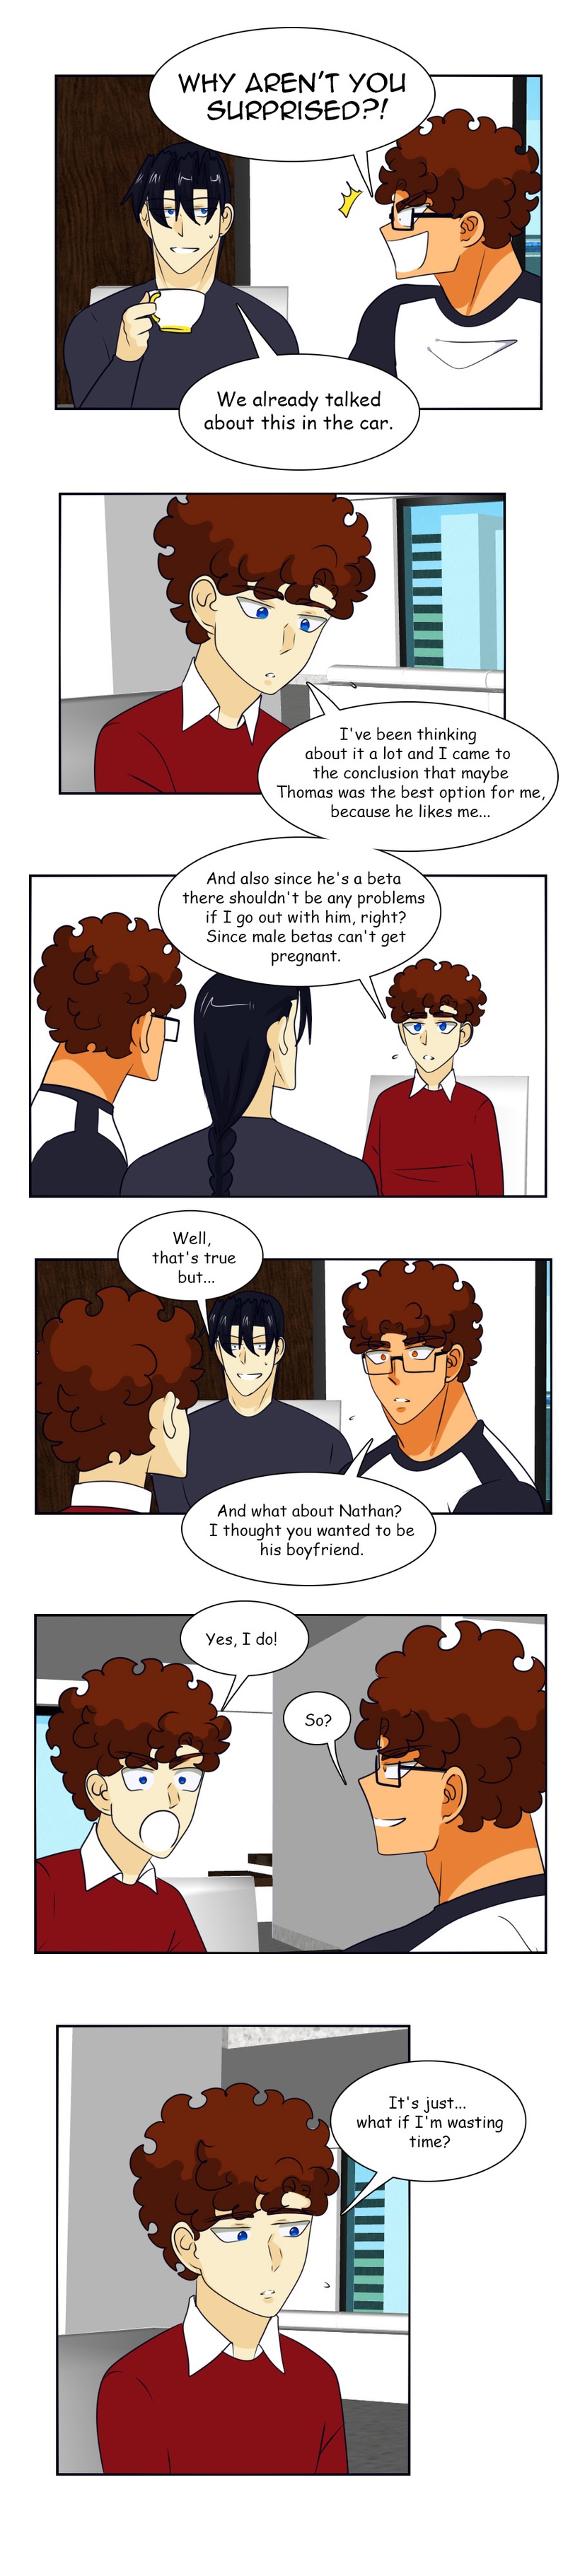 WHY AREN'T YOU
SURPRISED?!
We already talked
about this in the car.
I've been thinking
about it a lot and I came to
the conclusion that maybe
Thomas was the best option for me,
because he likes me...
And also since he's a beta
there shouldn't be any problems
if I go out with him, right?
Since male betas can't get
pregnant.
Well,
that's true
but...
And what about Nathan?
I thought you wanted to be
his boyfriend.
Yes, I do!
So?
It's just...
what if I'm wasting
time?